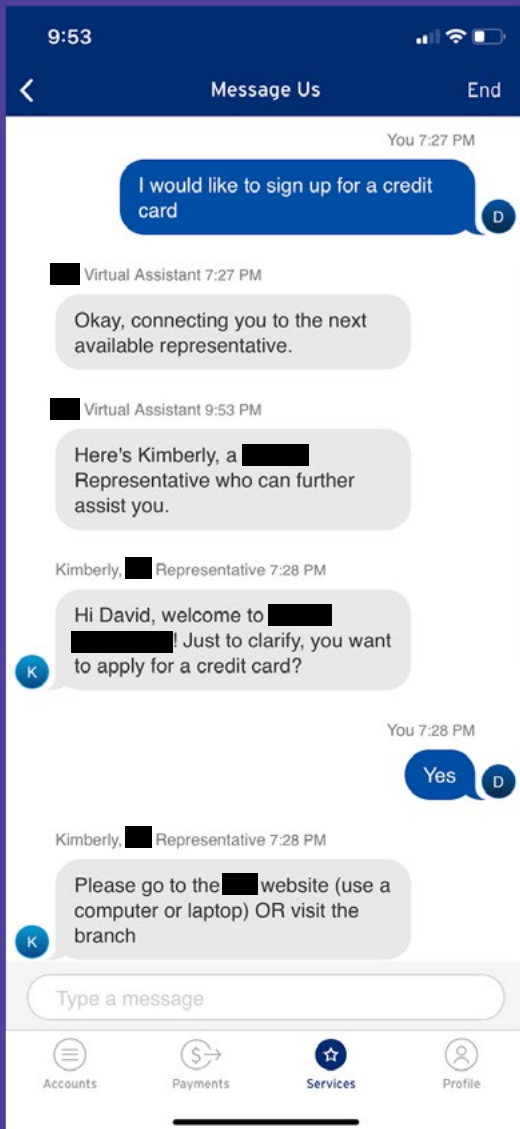 9:53
Message Us
End
You 7:27 PM
I would like to sign up for a credit
card
D
Virtual Assistant 7:27 PM
Okay, connecting you to the next
available representative.
Virtual Assistant 9:53 PM
Here's Kimberly, a
Representative who can further
assist you.
Kimberly, Representative 7:28 PM
Hi David, welcome to
! Just to clarify, you want
to apply for a credit card?
K
You 7:28 PM
Yes
D
Kimberly, Representative 7:28 PM
Please go to the website (use a
computer or laptop) OR visit the
branch
K
Type a message
$
Accounts
Payments
Services
Profile